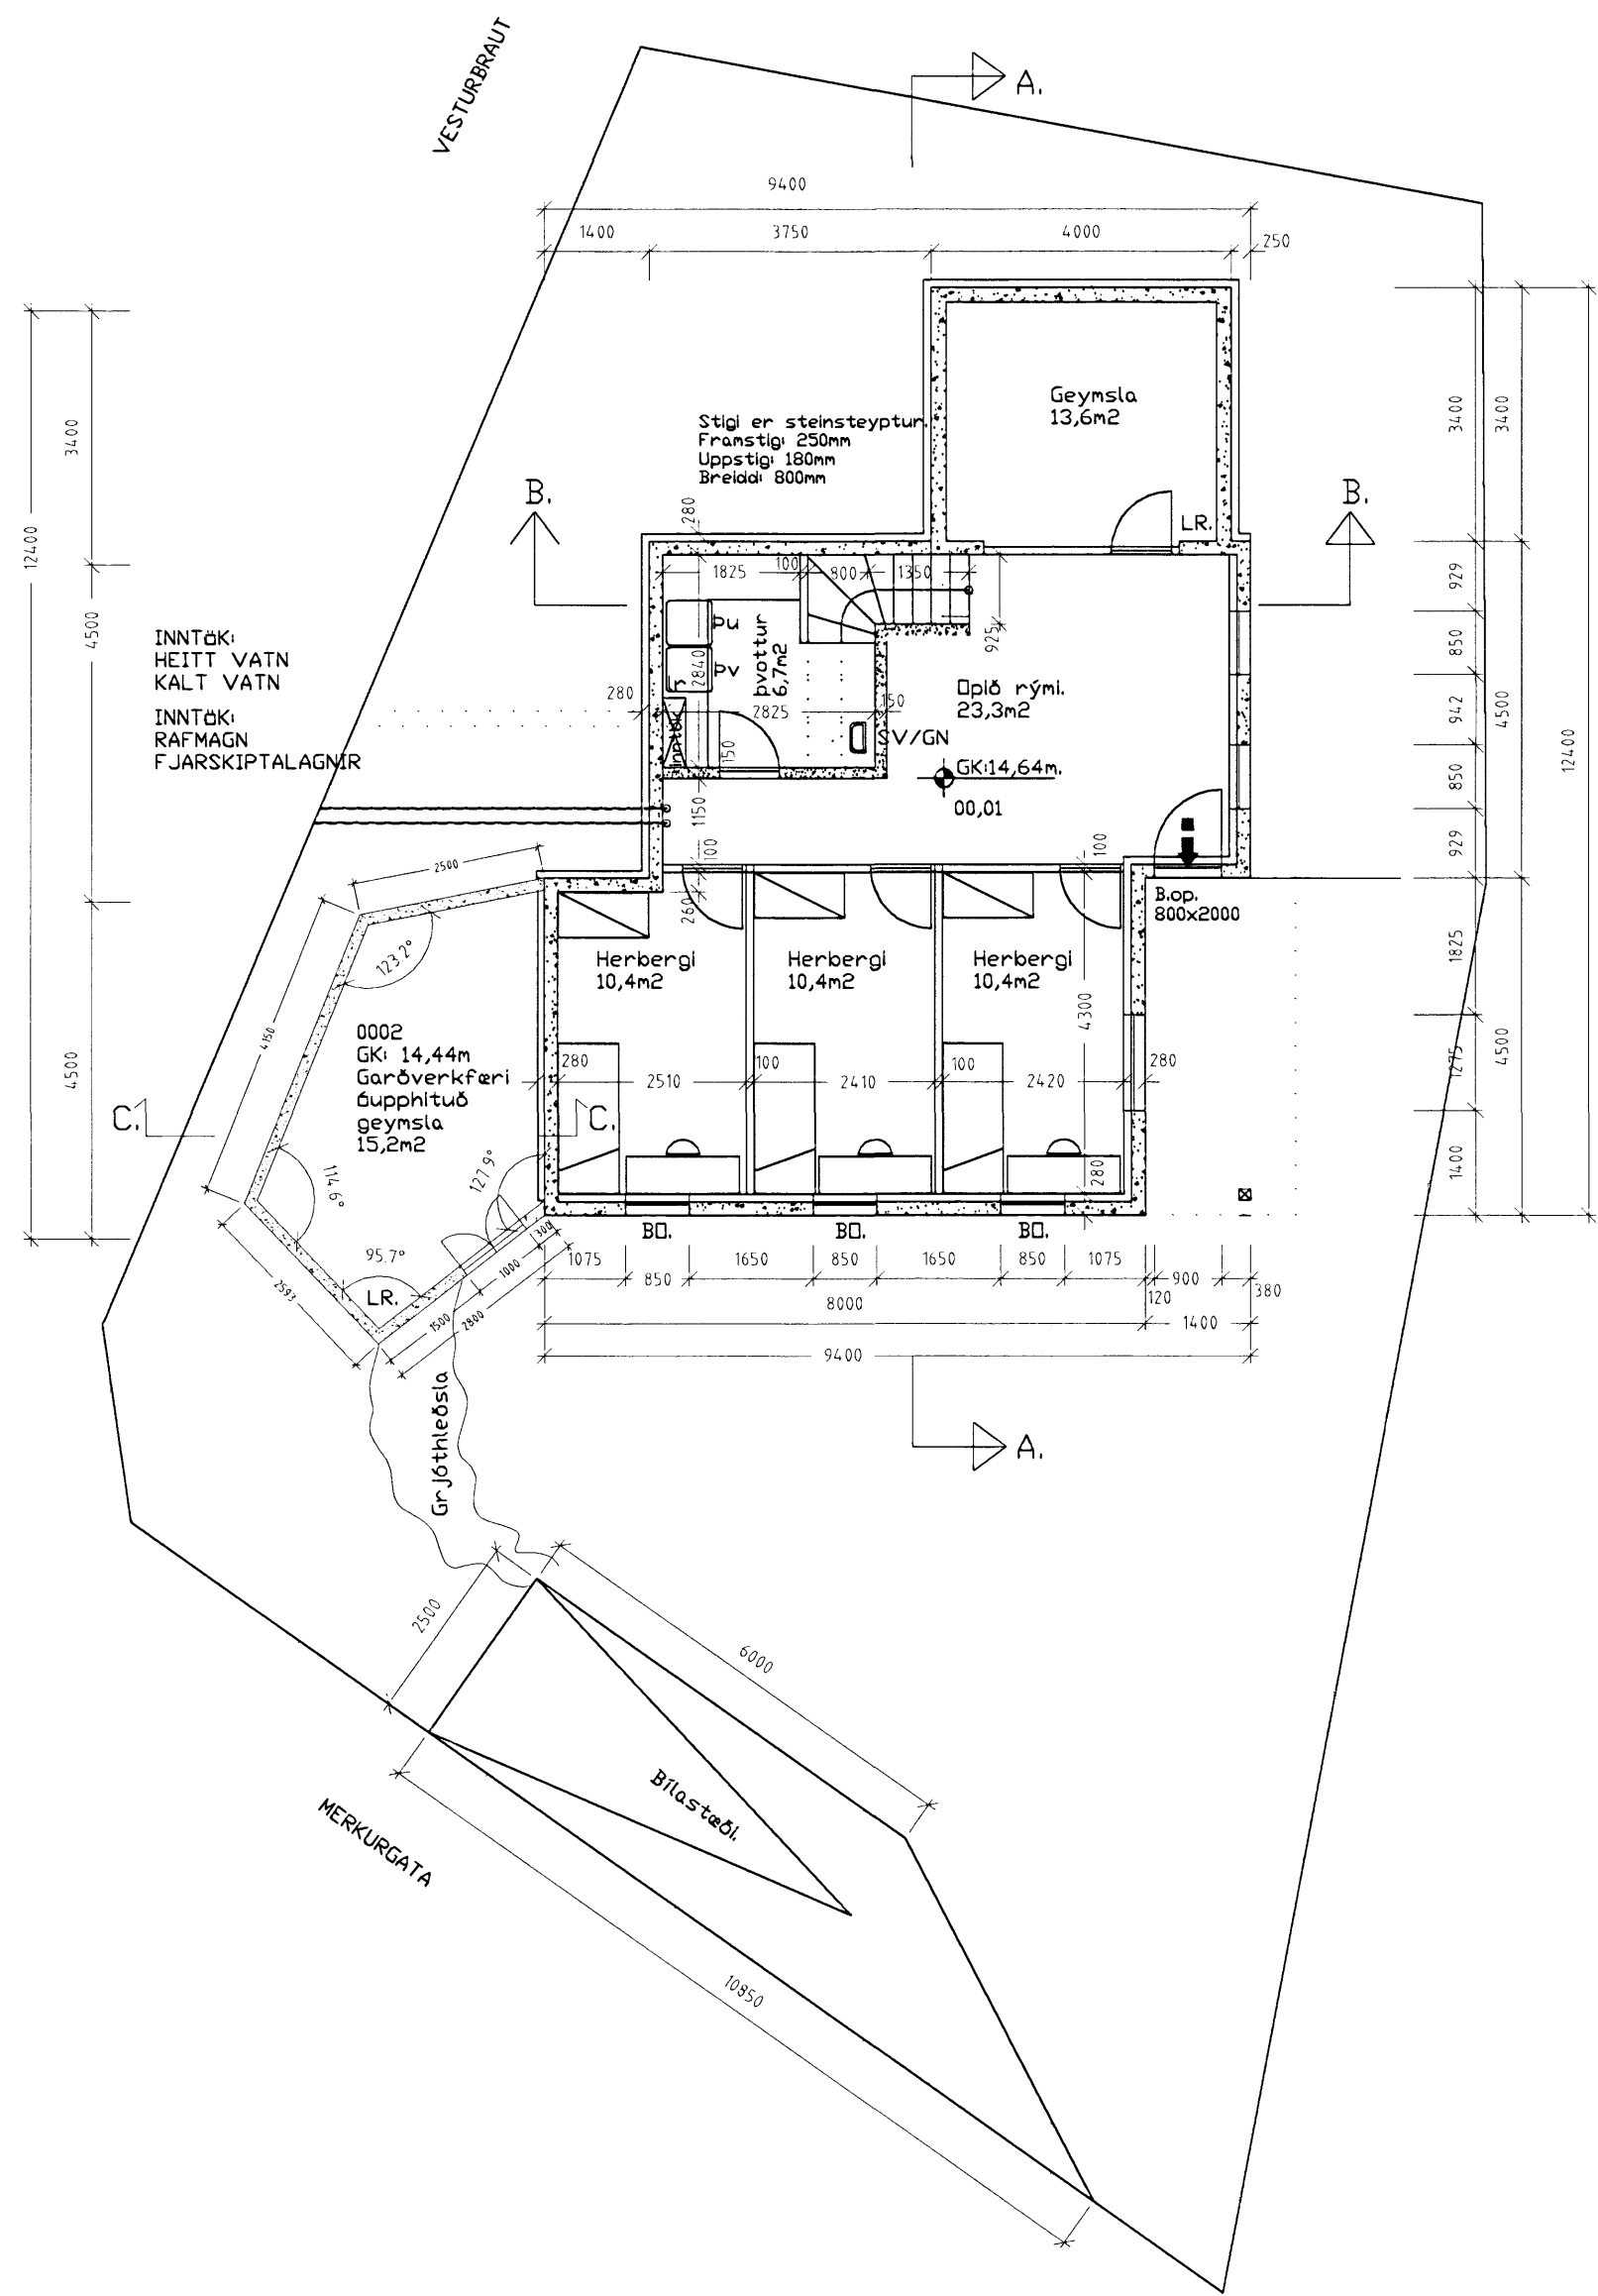 VESTURBRAUT
A.
9400
1400
3750
4000
250
3400
4500
4500
12400
Geymsla
13,6m2
LR.
Stigi er steinsteyptur.
Framstig: 250mm
Uppstig: 180mm
Breidd: 800mm
B.
B.
280
1825
100
800
1350
925
Þu
Þv
2840
þvottur
6,7m2
280
2825
150
Inntök
150
SV/GN
Opið rými.
23,3m2
GK:14,64m.
00,01
INNTÖK:
HEITT VATN
KALT VATN
INNTÖK:
RAFMAGN
FJARSKIPTALAGNIR
1150
100
100
260
B.op.
800x2000
3400
929
850
942
850
929
1825
1275
1400
3400
4500
4500
12400
2500
4150
123.2°
114.6°
127.9°
95.7°
0002
GK: 14,44m
Garðverkfæri
óupphituð
geymsla
15,2m2
C.
C.
Herbergi
10,4m2
Herbergi
10,4m2
Herbergi
10,4m2
4300
280
2510
100
2410
100
2420
280
280
BO.
BO.
BO.
LR.
2593
1500
1000
300
2800
1075
850
1650
850
1650
850
1075
900
120
380
8000
1400
9400
A.
Grjóthleðsla
2500
6000
Bílastæði.
MERKURGATA
10850